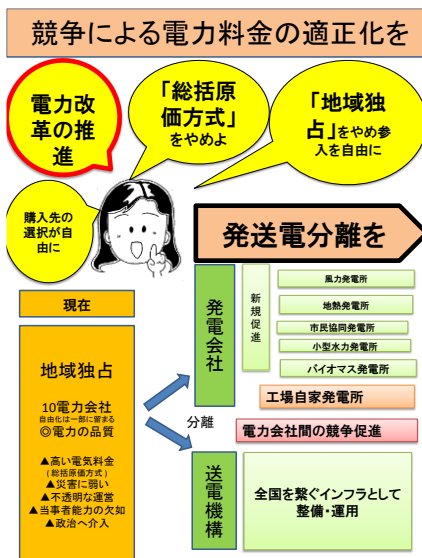 競争による電力料金の適正化を
電力改
革の推
進
「総括原
価方式」
をやめよ
「地域独
占」をやめ参
入を自由に
購入先の
選択が自
由に
発送電分離を
現在
地域独占
10電力会社
自由化は一部に留まる
◎電力の品質
▲高い電気料金
(総括原価方式)
▲災害に弱い
▲不透明な運営
▲当事者能力の欠如
▲政治へ介入
分離
発電会社
新規促進
風力発電所
地熱発電所
市民協同発電所
小型水力発電所
バイオマス発電所
工場自家発電所
電力会社間の競争促進
送電機構
全国を繋ぐインフラとして
整備・運用